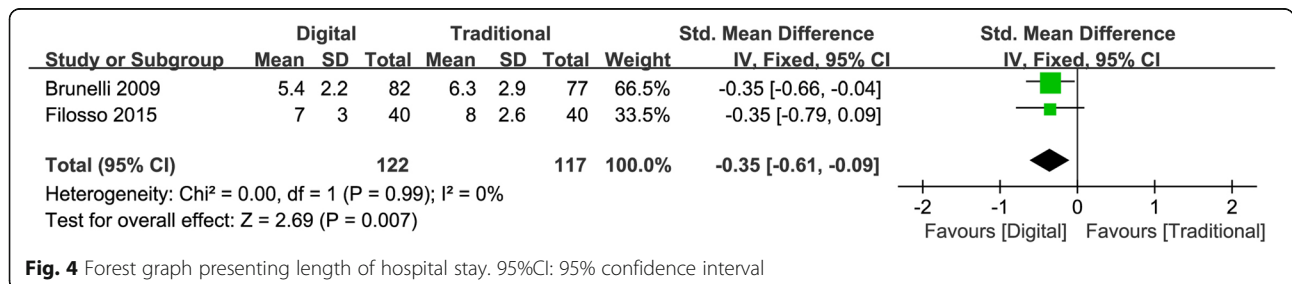 Digital Traditional Std. Mean Difference Std. Mean Difference
Study or Subgroup Mean SD Total Mean SD Total Weight IV, Fixed, 95% CI IV, Fixed, 95% CI
Brunelli 2009 5.4 2.2 82 6.3 2.9 77 66.5% -0.35 [-0.66, -0.04]
Filosso 2015 7 3 40 8 2.6 40 33.5% -0.35 [-0.79, 0.09]
Total (95% CI) 122 117 100.0% -0.35 [-0.61, -0.09]
Heterogeneity: Chi² = 0.00, df = 1 (P = 0.99); I² = 0%
Test for overall effect: Z = 2.69 (P = 0.007)
-2 -1 0 1 2
Favours [Digital] Favours [Traditional]
Fig. 4 Forest graph presenting length of hospital stay. 95%CI: 95% confidence interval